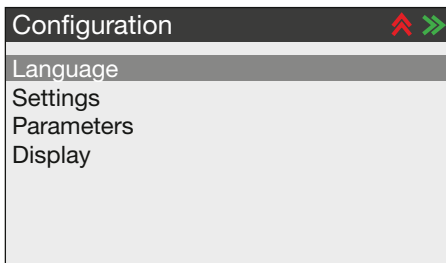 Configuration
Language
Settings
Parameters
Display